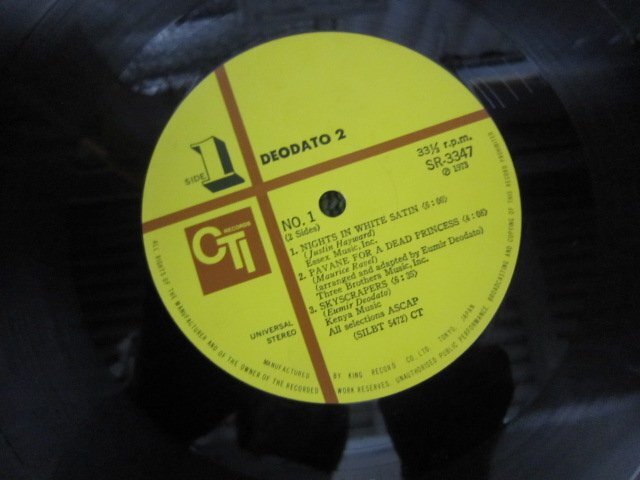 DEODATO 2
SIDE 1
33⅓ r.p.m.
SR-3347
Ⓟ 1973
CTI
RECORDS
NO. 1
(2 Sides)
1. NIGHTS IN WHITE SATIN (6:00)
(Justin Hayward)
Essex Music, Inc.
2. PAVANE FOR A DEAD PRINCESS (4:06)
(Maurice Ravel)
(arranged and adapted by Eumir Deodato)
Three Brothers Music, Inc.
3. SKYSCRAPERS (6:35)
(Eumir Deodato)
Kenya Music
All selections ASCAP
(SILBT 5472) CT
UNIVERSAL
STEREO
MANUFACTURED BY KING RECORD CO., LTD. TOKYO, JAPAN.
ALL RIGHTS OF THE MANUFACTURER AND OF THE OWNER OF THE RECORDED WORK RESERVED. UNAUTHORISED PUBLIC PERFORMANCE, BROADCASTING AND COPYING OF THIS RECORD PROHIBITED